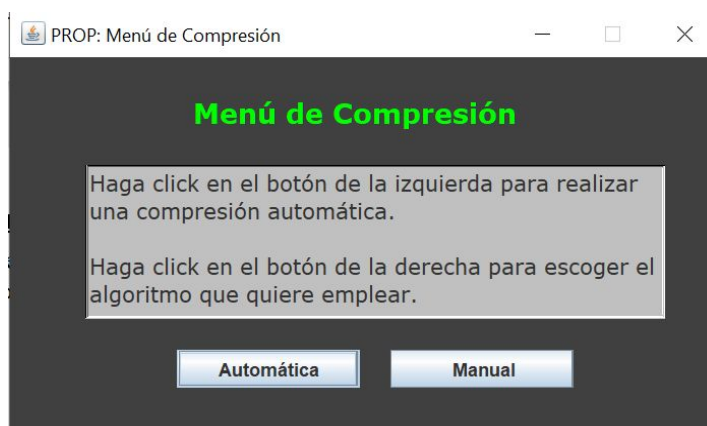 PROP: Menú de Compresión
Menú de Compresión
Haga click en el botón de la izquierda para realizar
una compresión automática.
Haga click en el botón de la derecha para escoger el
algoritmo que quiere emplear.
Automática
Manual